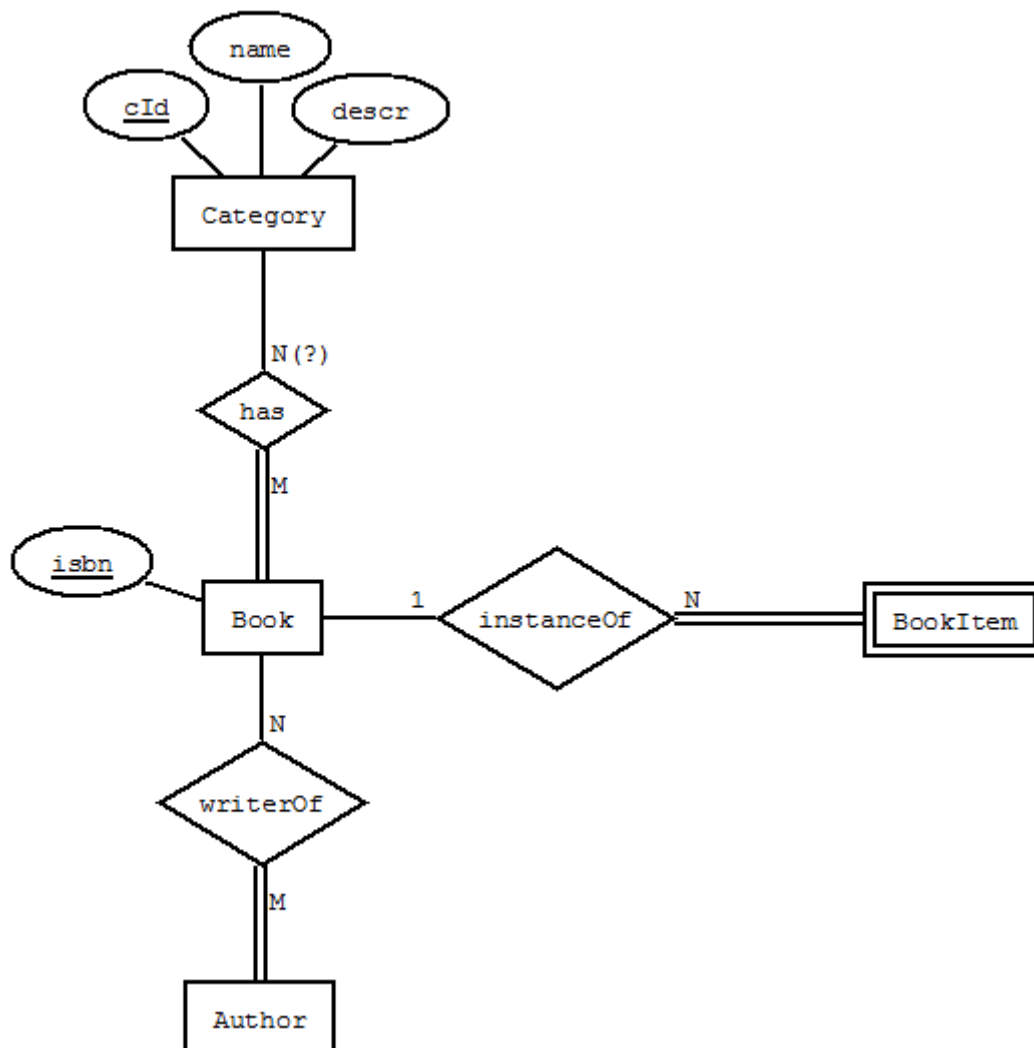 name
cId
descr
Category
N(?)
has
M
isbn
Book
1
instanceOf
N
BookItem
N
writerOf
M
Author